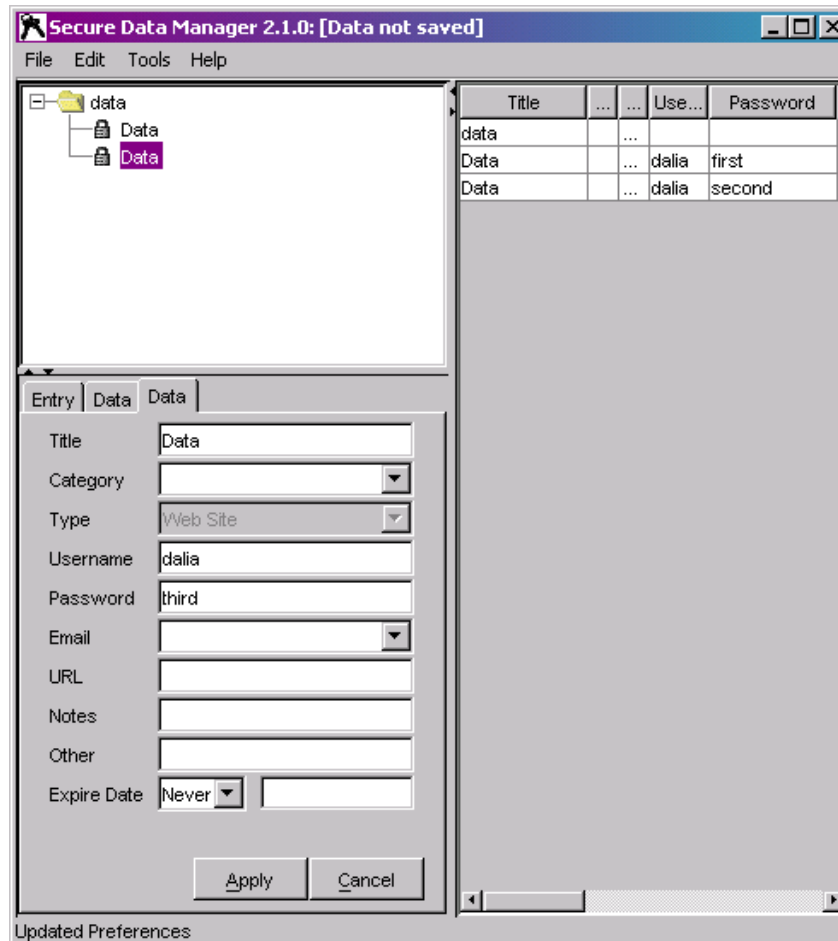 Secure Data Manager 2.1.0: [Data not saved]
File Edit Tools Help
data
Data
Data
Title ... ... Use... Password
data ...
Data ... dalia first
Data ... dalia second
Entry Data Data
Title Data
Category
Type Web Site
Username dalia
Password third
Email
URL
Notes
Other
Expire Date Never
Apply Cancel
Updated Preferences